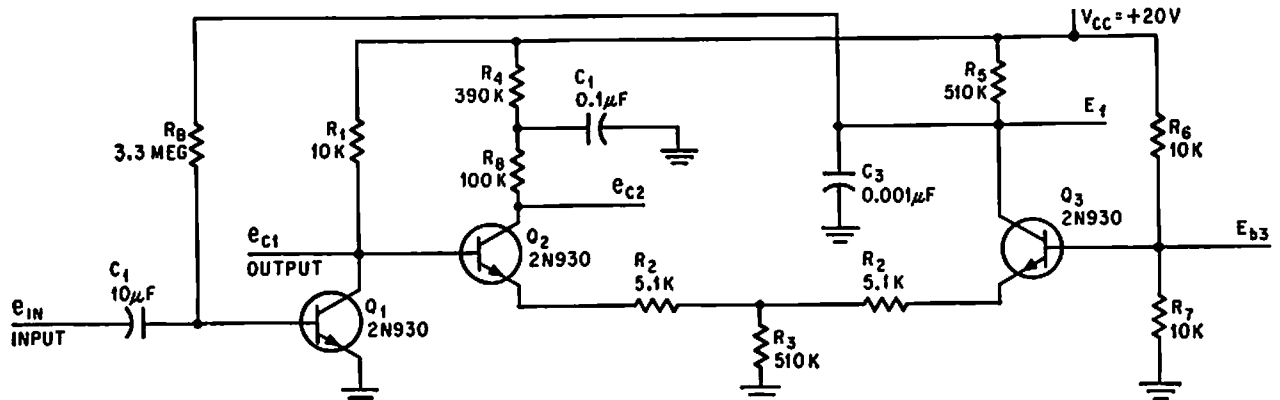 VCC = +20V
R4
390K
C1
0.1µF
R5
510K
Ef
R6
10K
RB
3.3 MEG
R1
10K
R8
100K
eC2
C3
0.001µF
Q3
2N930
Eb3
eC1
OUTPUT
Q2
2N930
C1
10µF
R2
5.1K
R2
5.1K
eIN
INPUT
Q1
2N930
R3
510K
R7
10K